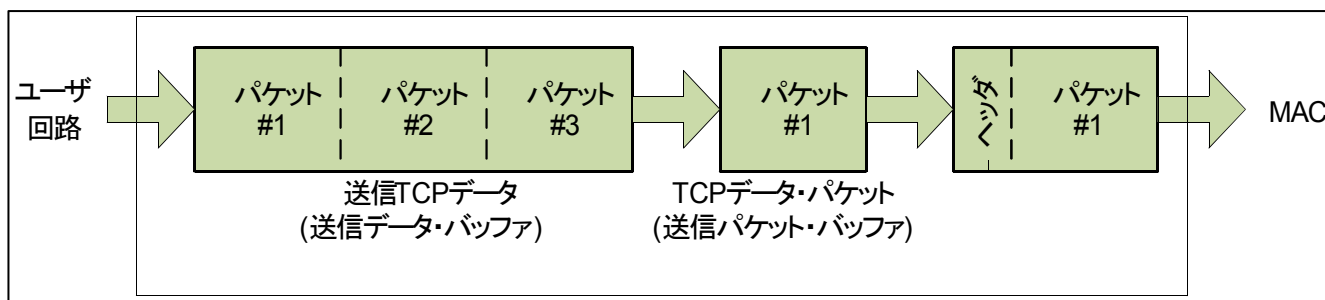 ユーザ
回路
パケット
#1
パケット
#2
パケット
#3
送信TCPデータ
(送信データ・バッファ)
パケット
#1
TCPデータ・パケット
(送信パケット・バッファ)
ヘッダ
パケット
#1
MAC